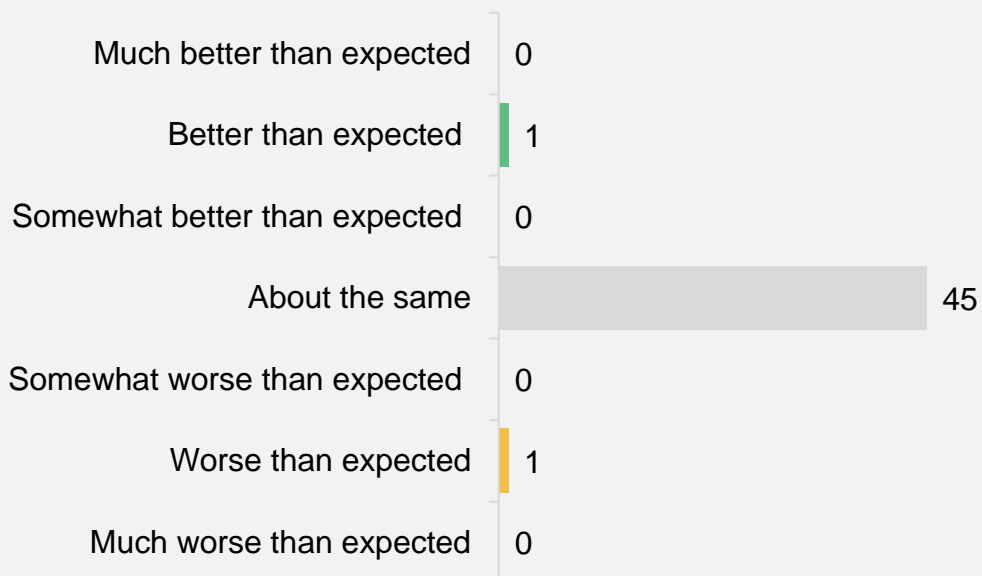 Much better than expected 0
Better than expected 1
Somewhat better than expected 0
About the same 45
Somewhat worse than expected 0
Worse than expected 1
Much worse than expected 0